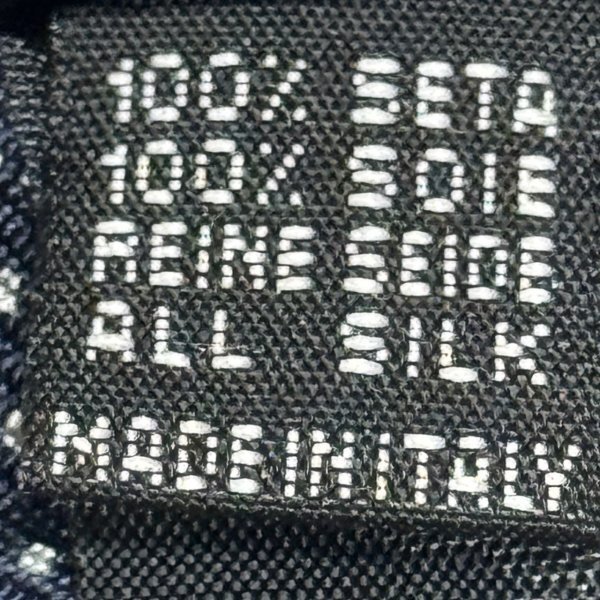 100% SETA
100% SOIE
REINE SEIDE
ALL SILK
MADE IN ITALY